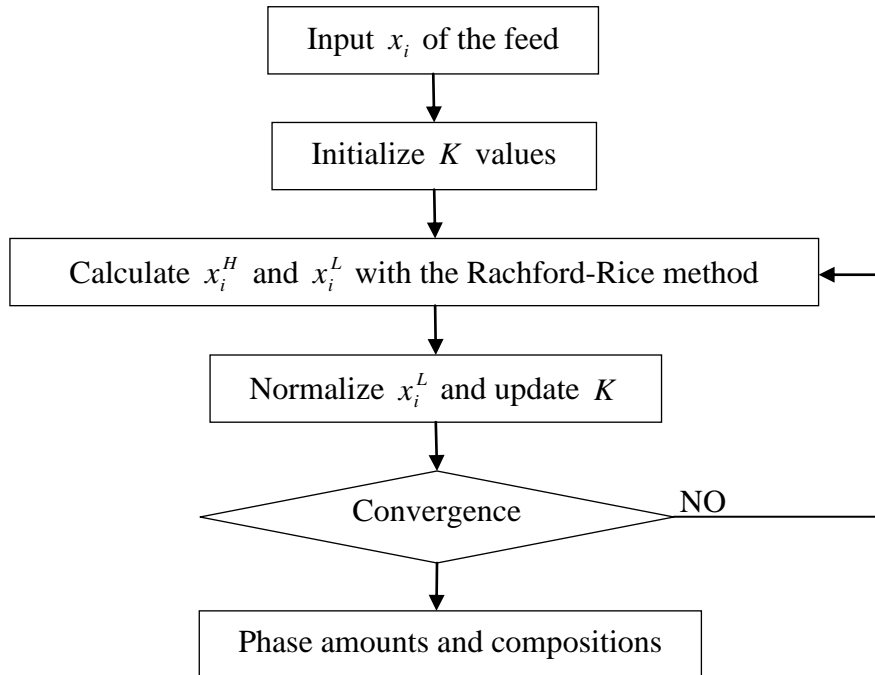 Input x_i of the feed
Initialize K values
Calculate x_i^H and x_i^L with the Rachford-Rice method
Normalize x_i^L and update K
Convergence
NO
Phase amounts and compositions